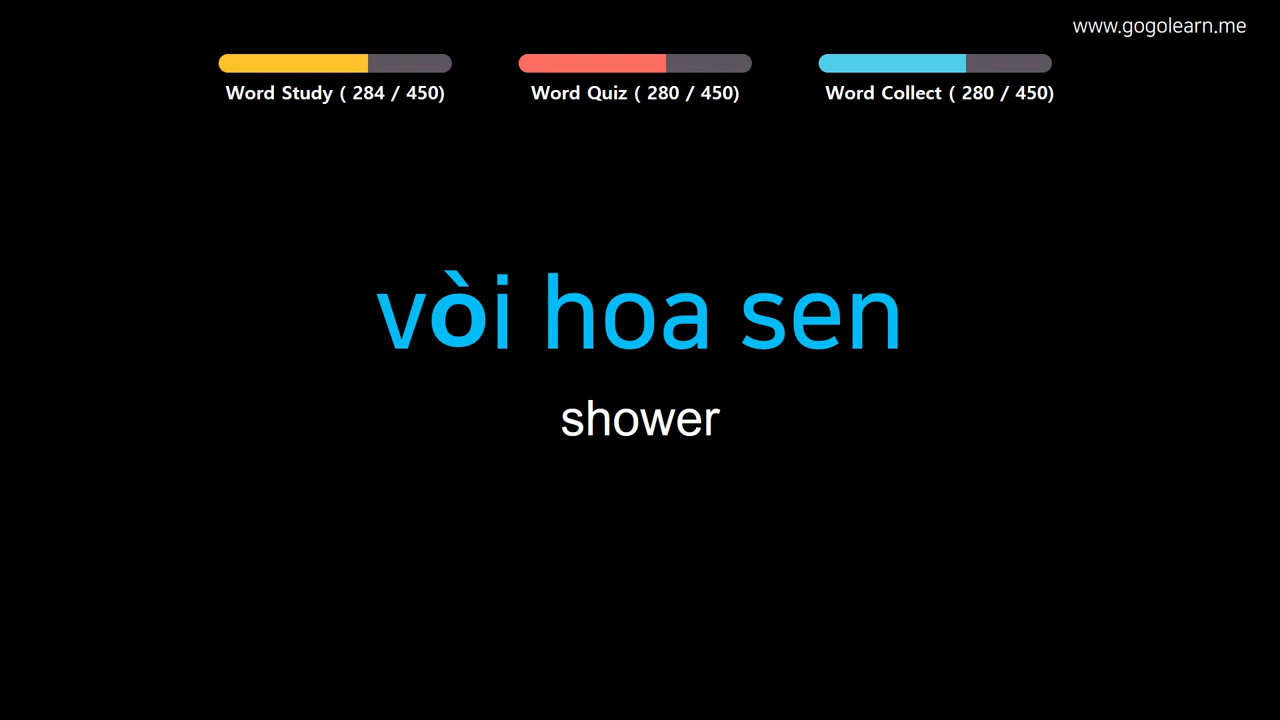 www.gogolearn.me
Word Study ( 284 / 450)
Word Quiz ( 280 / 450)
Word Collect ( 280 / 450)
vòi hoa sen
shower